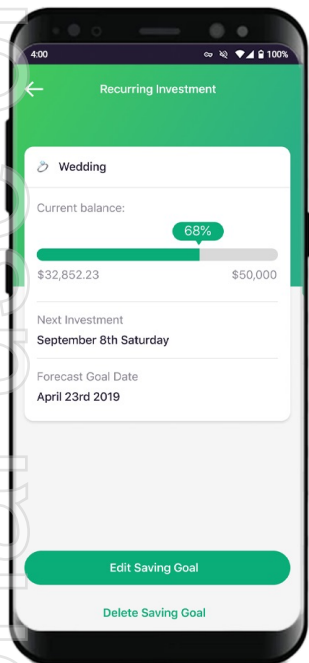 4:00
100%
Recurring Investment
Wedding
Current balance:
68%
$32,852.23 $50,000
Next Investment
September 8th Saturday
Forecast Goal Date
April 23rd 2019
Edit Saving Goal
Delete Saving Goal